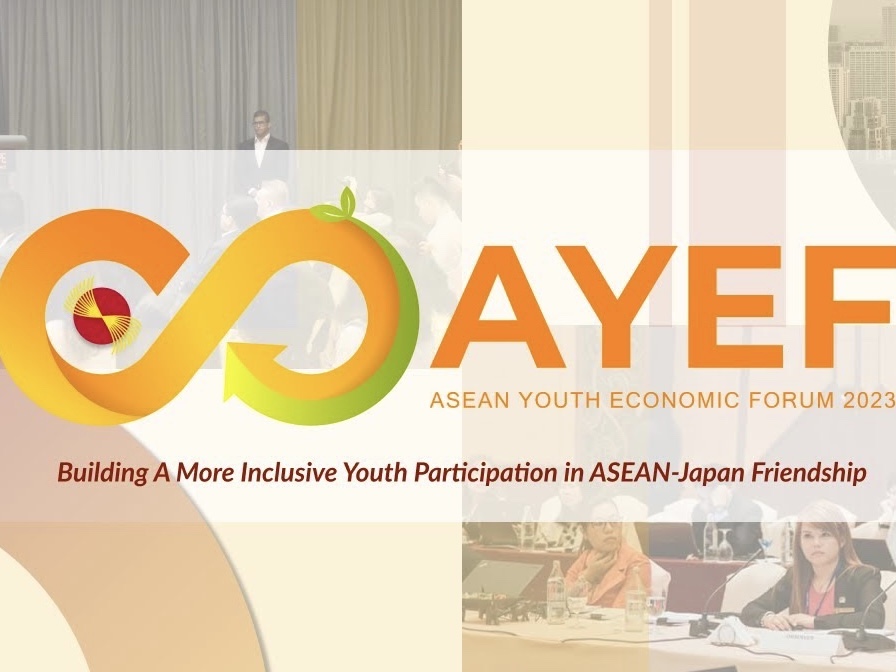 AYEF
ASEAN YOUTH ECONOMIC FORUM 2023
Building A More Inclusive Youth Participation in ASEAN-Japan Friendship